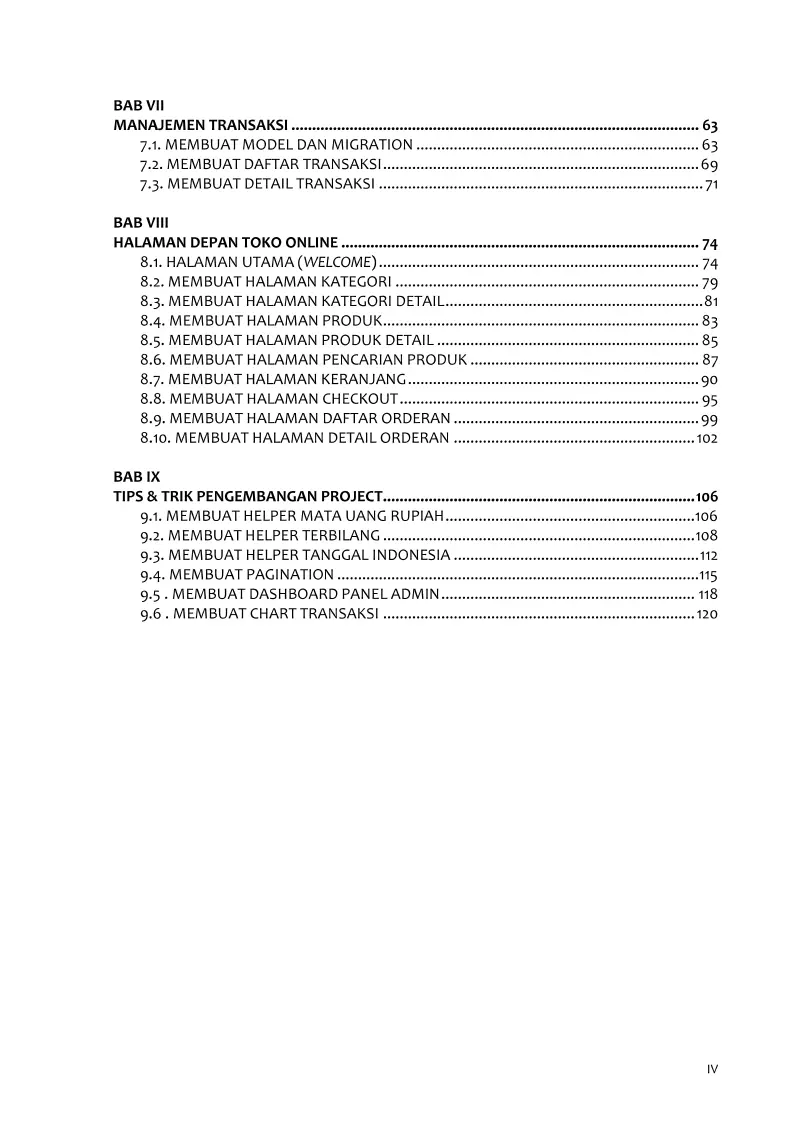 BAB VII
MANAJEMEN TRANSAKSI .................................................................................................. 63
7.1. MEMBUAT MODEL DAN MIGRATION .................................................................... 63
7.2. MEMBUAT DAFTAR TRANSAKSI............................................................................ 69
7.3. MEMBUAT DETAIL TRANSAKSI .............................................................................. 71
BAB VIII
HALAMAN DEPAN TOKO ONLINE ...................................................................................... 74
8.1. HALAMAN UTAMA (WELCOME)............................................................................. 74
8.2. MEMBUAT HALAMAN KATEGORI ......................................................................... 79
8.3. MEMBUAT HALAMAN KATEGORI DETAIL..............................................................81
8.4. MEMBUAT HALAMAN PRODUK............................................................................ 83
8.5. MEMBUAT HALAMAN PRODUK DETAIL ............................................................... 85
8.6. MEMBUAT HALAMAN PENCARIAN PRODUK ....................................................... 87
8.7. MEMBUAT HALAMAN KERANJANG...................................................................... 90
8.8. MEMBUAT HALAMAN CHECKOUT........................................................................ 95
8.9. MEMBUAT HALAMAN DAFTAR ORDERAN ........................................................... 99
8.10. MEMBUAT HALAMAN DETAIL ORDERAN .......................................................... 102
BAB IX
TIPS & TRIK PENGEMBANGAN PROJECT...........................................................................106
9.1. MEMBUAT HELPER MATA UANG RUPIAH............................................................106
9.2. MEMBUAT HELPER TERBILANG ...........................................................................108
9.3. MEMBUAT HELPER TANGGAL INDONESIA ...........................................................112
9.4. MEMBUAT PAGINATION .......................................................................................115
9.5 . MEMBUAT DASHBOARD PANEL ADMIN............................................................. 118
9.6 . MEMBUAT CHART TRANSAKSI ........................................................................... 120
IV